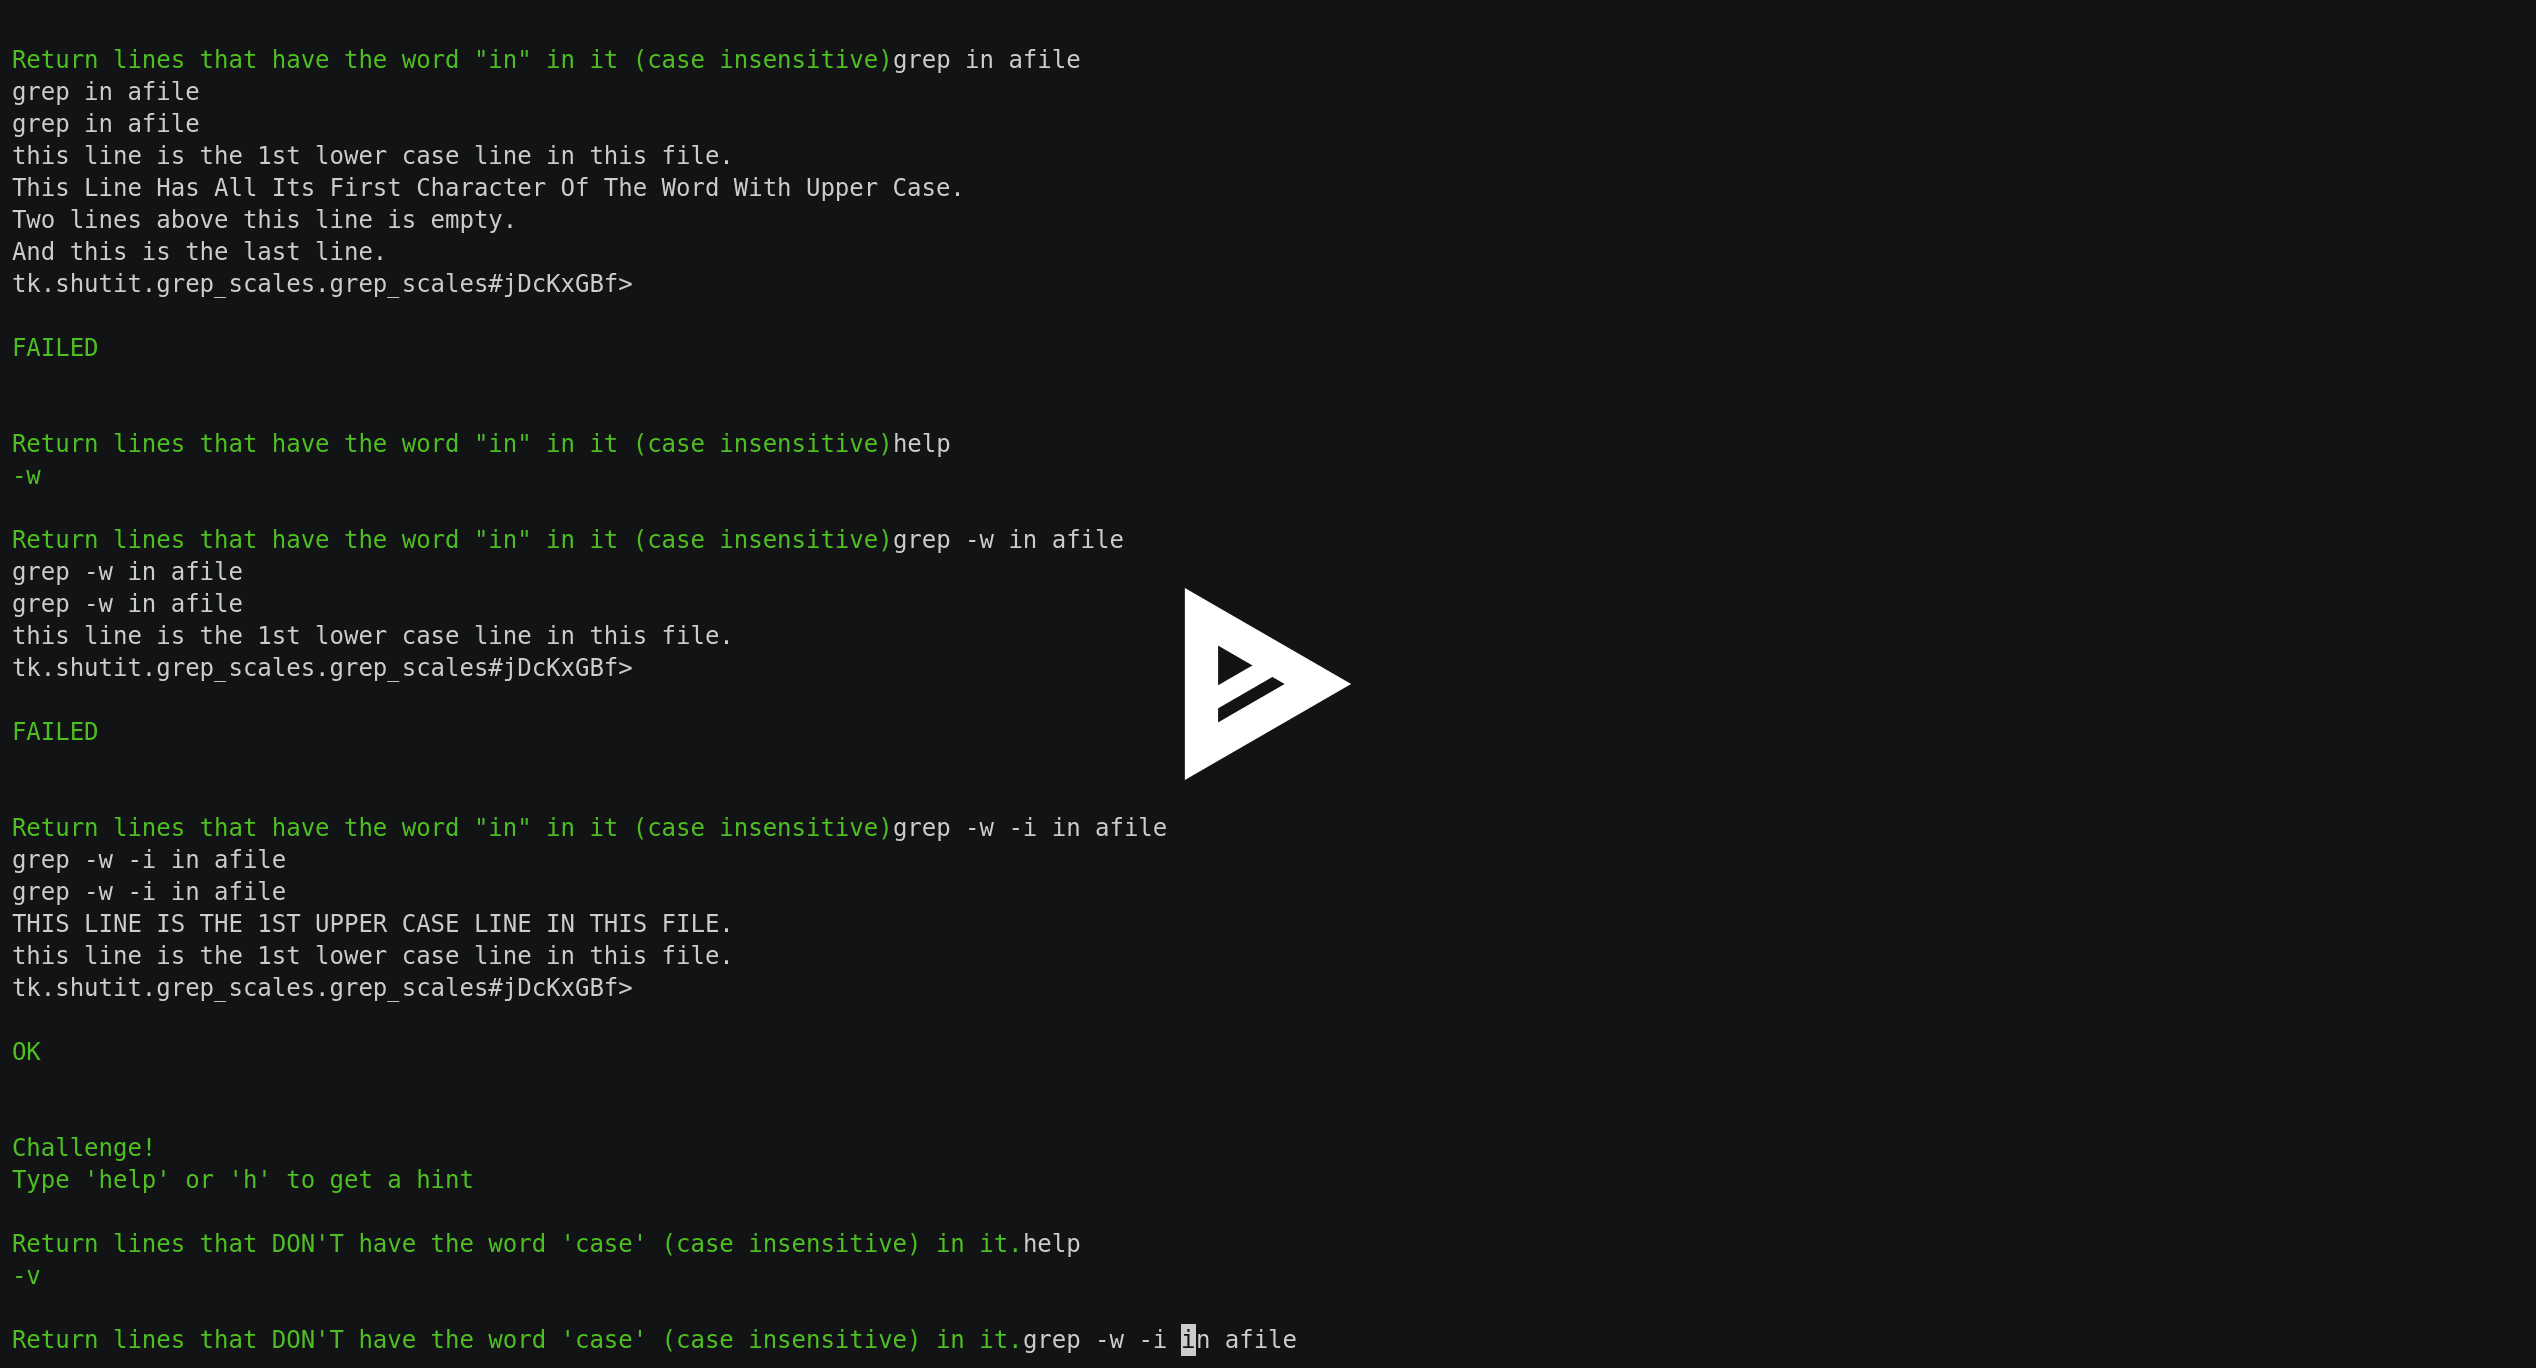 Return lines that have the word "in" in it (case insensitive)grep in afile
grep in afile
grep in afile
this line is the 1st lower case line in this file.
This Line Has All Its First Character Of The Word With Upper Case.
Two lines above this line is empty.
And this is the last line.
tk.shutit.grep_scales.grep_scales#jDcKxGBf>
FAILED
Return lines that have the word "in" in it (case insensitive)help
-w
Return lines that have the word "in" in it (case insensitive)grep -w in afile
grep -w in afile
grep -w in afile
this line is the 1st lower case line in this file.
tk.shutit.grep_scales.grep_scales#jDcKxGBf>
FAILED
Return lines that have the word "in" in it (case insensitive)grep -w -i in afile
grep -w -i in afile
grep -w -i in afile
THIS LINE IS THE 1ST UPPER CASE LINE IN THIS FILE.
this line is the 1st lower case line in this file.
tk.shutit.grep_scales.grep_scales#jDcKxGBf>
OK
Challenge!
Type 'help' or 'h' to get a hint
Return lines that DON'T have the word 'case' (case insensitive) in it.help
-v
Return lines that DON'T have the word 'case' (case insensitive) in it.grep -w -i in afile